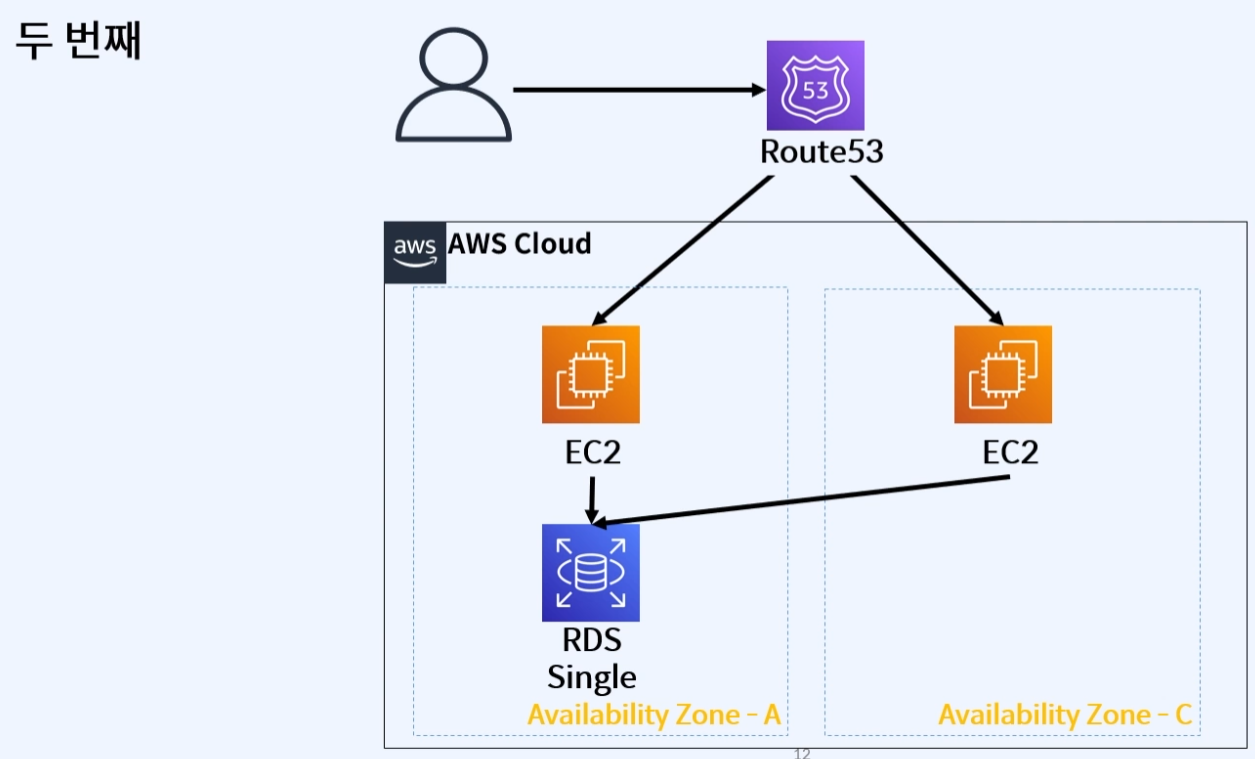 두 번째
53
Route53
aws
AWS Cloud
EC2
EC2
RDS
Single
Availability Zone - A
Availability Zone - C
12